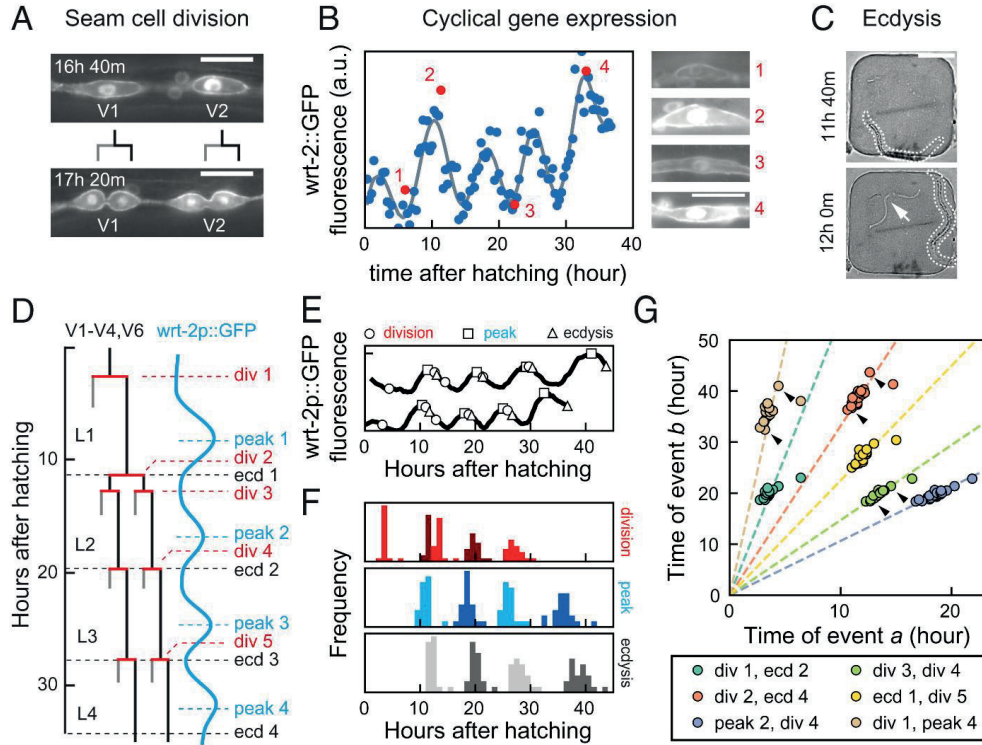 A
Seam cell division
16h 40m
V1
V2
17h 20m
V1
V2
B
Cyclical gene expression
wrt-2::GFP
fluorescence (a.u.)
1
2
3
4
0
10
20
30
40
time after hatching (hour)
1
2
3
4
C
Ecdysis
11h 40m
12h 0m
D
V1-V4,V6
wrt-2p::GFP
Hours after hatching
10
20
30
L1
L2
L3
L4
div 1
peak 1
div 2
ecd 1
div 3
peak 2
div 4
ecd 2
peak 3
div 5
ecd 3
peak 4
ecd 4
E
division
peak
ecdysis
wrt-2p::GFP
fluorescence
0
10
20
30
40
Hours after hatching
F
Frequency
division
peak
ecdysis
0
10
20
30
40
Hours after hatching
G
Time of event b (hour)
50
40
30
20
10
0
0
10
20
Time of event a (hour)
div 1, ecd 2
div 2, ecd 4
peak 2, div 4
div 3, div 4
ecd 1, div 5
div 1, peak 4